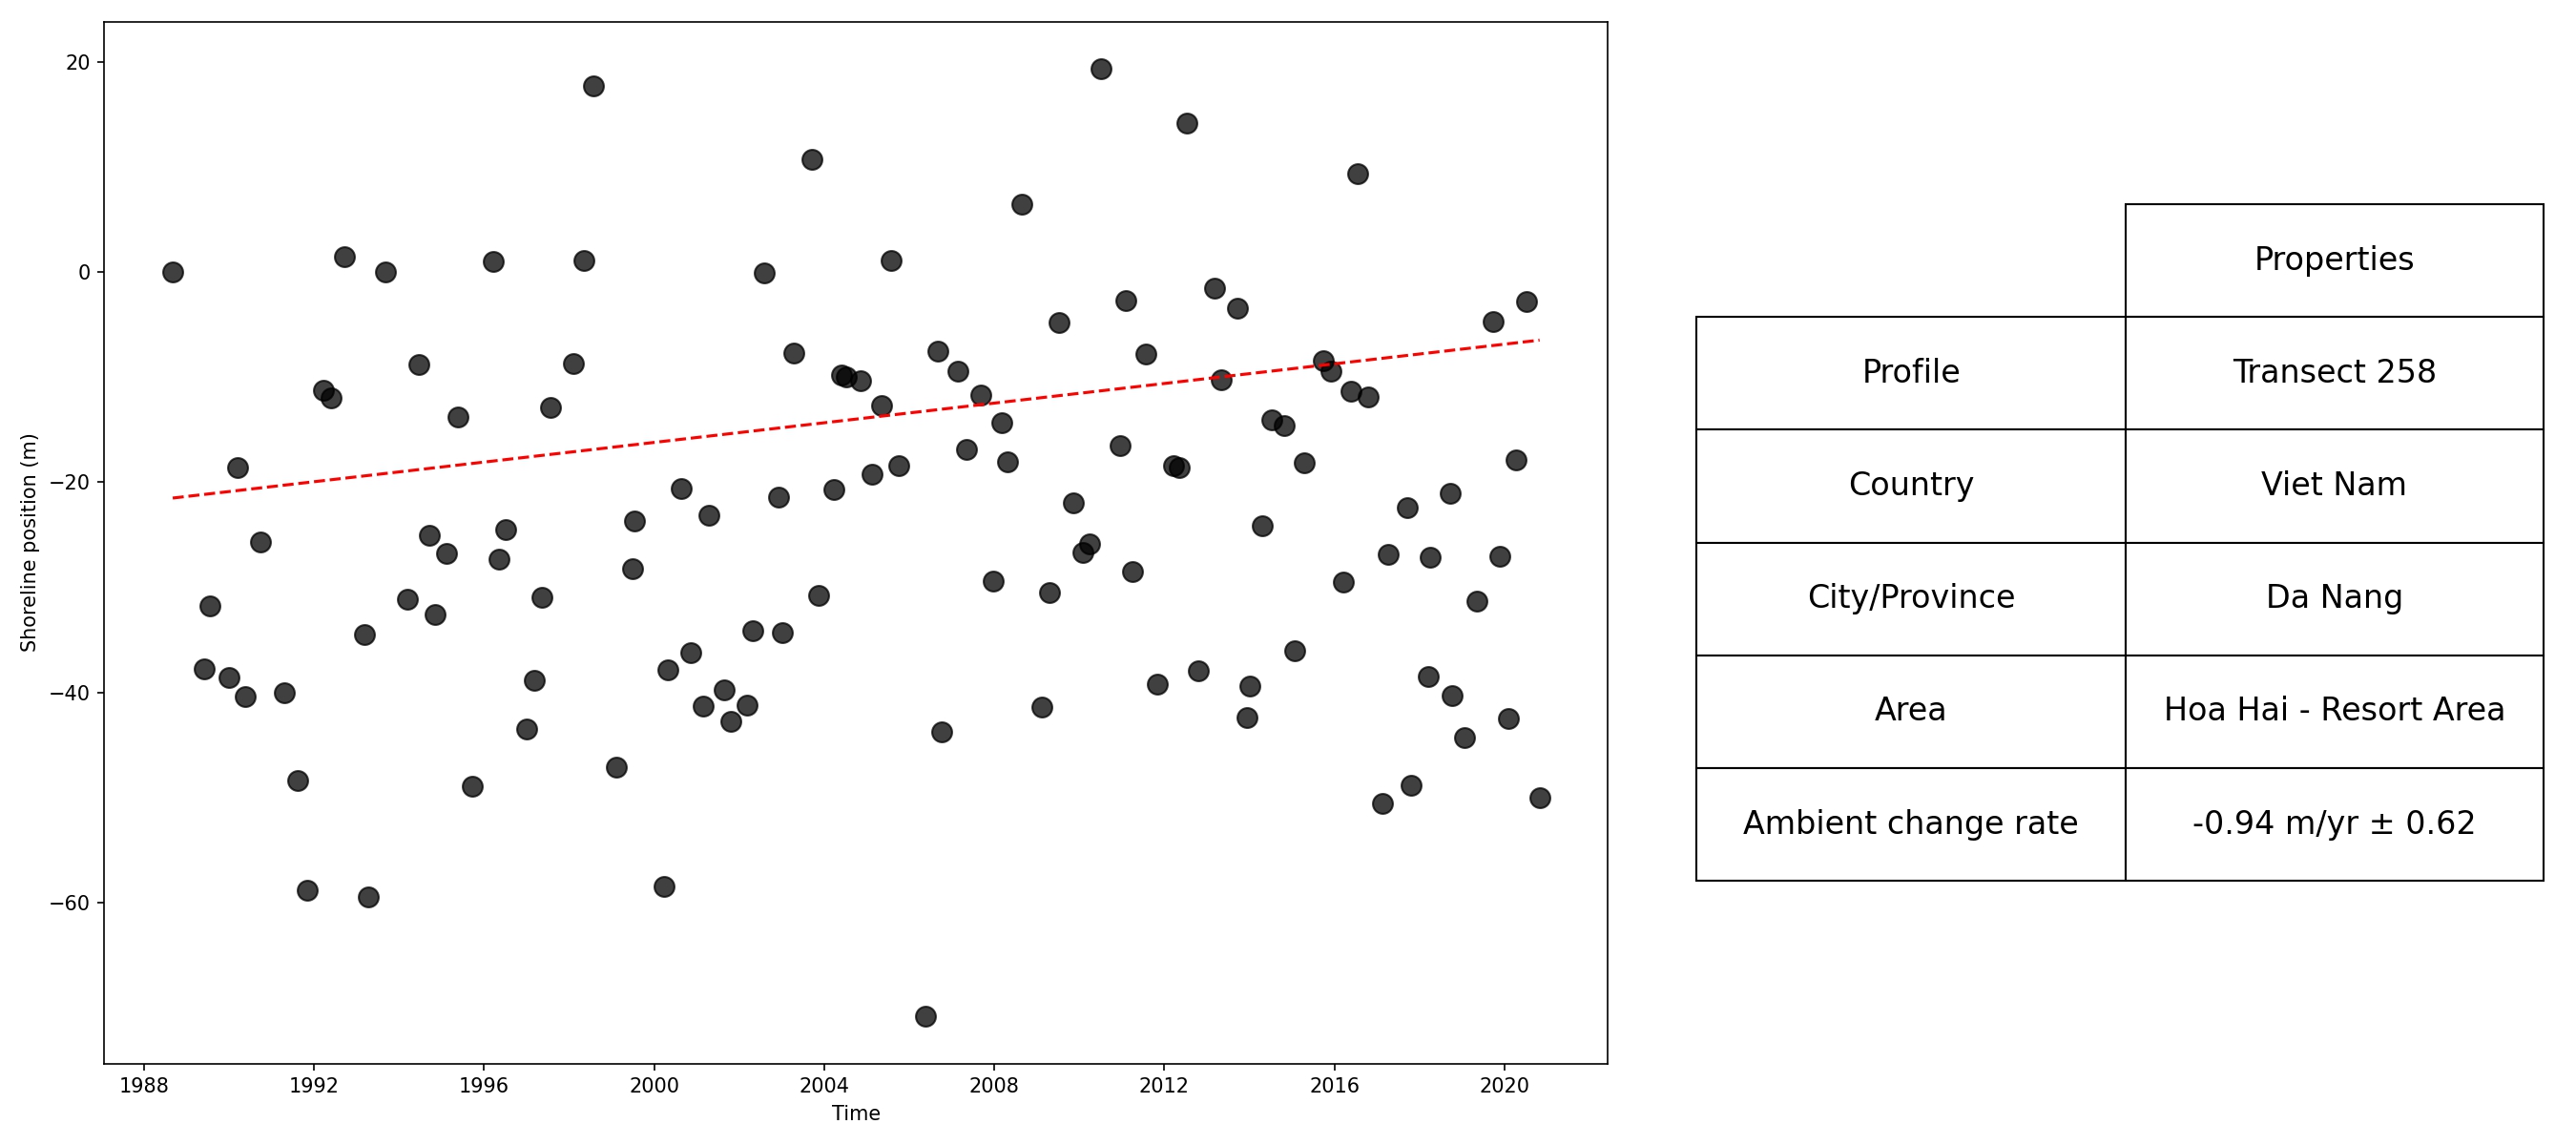 20
0
−20
−40
−60
Shoreline position (m)
1988 1992 1996 2000 2004 2008 2012 2016 2020
Time
Properties
Profile Transect 258
Country Viet Nam
City/Province Da Nang
Area Hoa Hai - Resort Area
Ambient change rate -0.94 m/yr ± 0.62